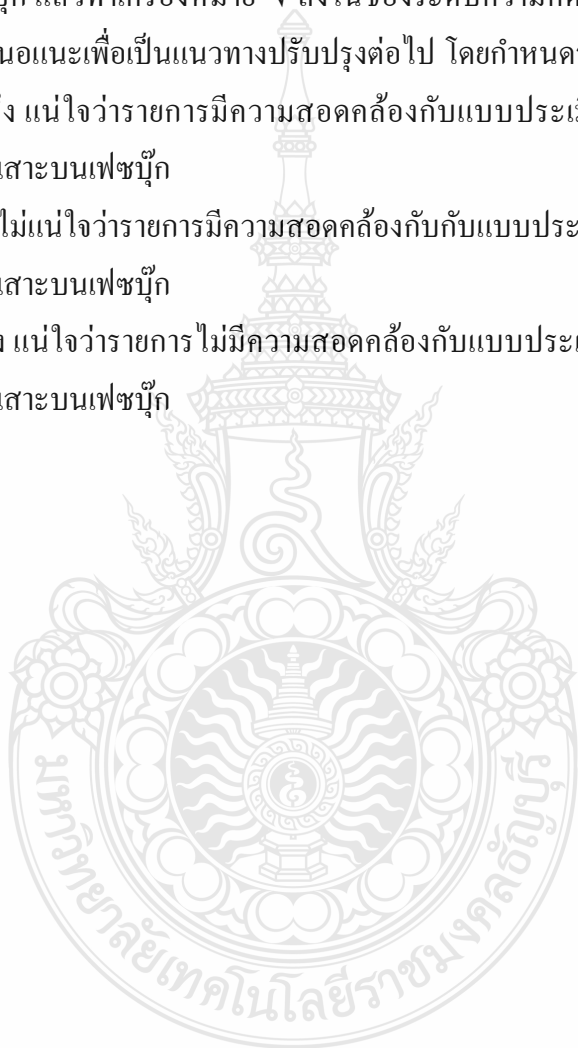 แล้วทำเครื่องหมาย √ ลงในช่องระดับความคิด
นอแนะเพื่อเป็นแนวทางปรับปรุงต่อไป โดยกำหนด
แน่ใจว่ารายการมีความสอดคล้องกับแบบประเ
เสาะบนเฟซบุ๊ก
ไม่แน่ใจว่ารายการมีความสอดคล้องกับกับแบบประ
เสาะบนเฟซบุ๊ก
แน่ใจว่ารายการไม่มีความสอดคล้องกับแบบประเ
เสาะบนเฟซบุ๊ก
มหาวิทยาลัยเทคโนโลยีราชมงคลธัญบุรี